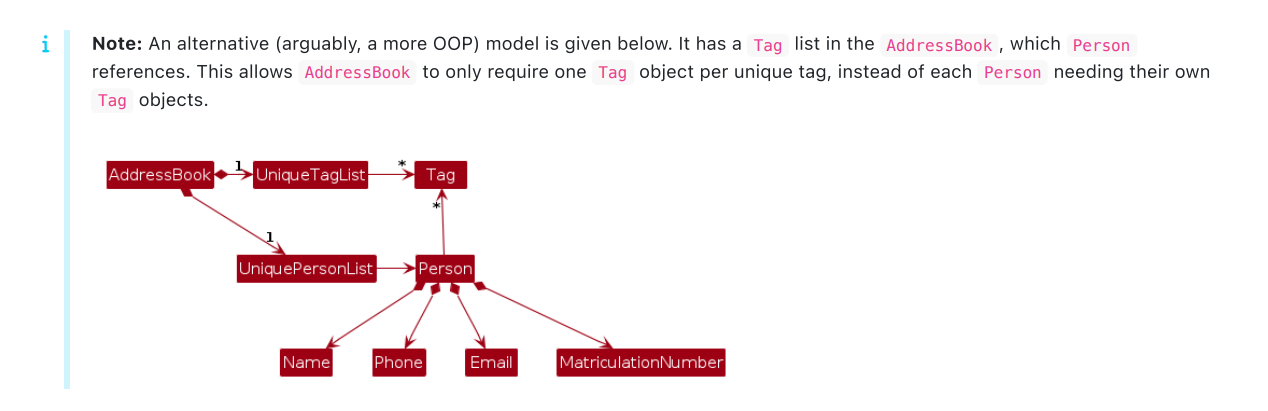 i
Note: An alternative (arguably, a more OOP) model is given below. It has a Tag list in the AddressBook, which Person
references. This allows AddressBook to only require one Tag object per unique tag, instead of each Person needing their own
Tag objects.
AddressBook 1 UniqueTagList * Tag
*
1
UniquePersonList Person
Name Phone Email MatriculationNumber